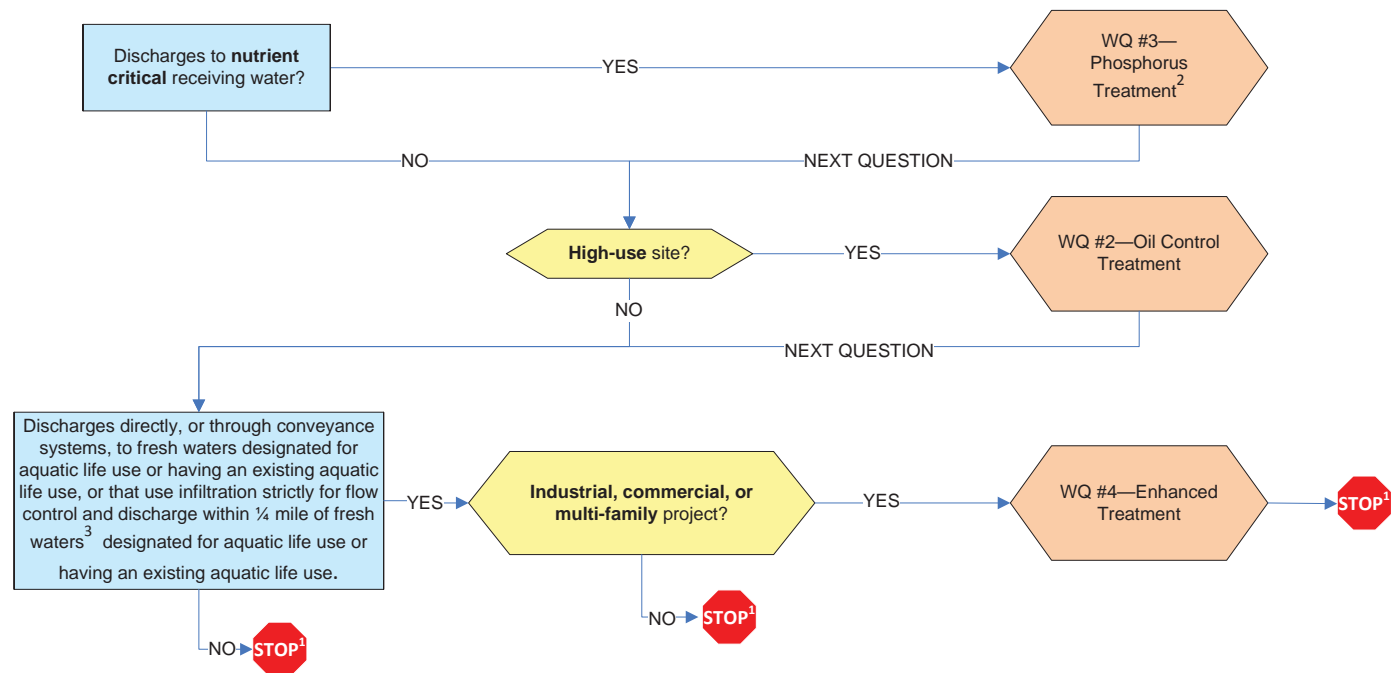 Discharges to nutrient
critical receiving water?
YES
WQ #3—
Phosphorus
Treatment2
NO
NEXT QUESTION
High-use site?
YES
WQ #2—Oil Control
Treatment
NO
NEXT QUESTION
Discharges directly, or through conveyance
systems, to fresh waters designated for
aquatic life use or having an existing aquatic
life use, or that use infiltration strictly for flow
control and discharge within ¼ mile of fresh
waters3 designated for aquatic life use or
having an existing aquatic life use.
YES
Industrial, commercial, or
multi-family project?
YES
WQ #4—Enhanced
Treatment
STOP1
NO
STOP1
NO
STOP1